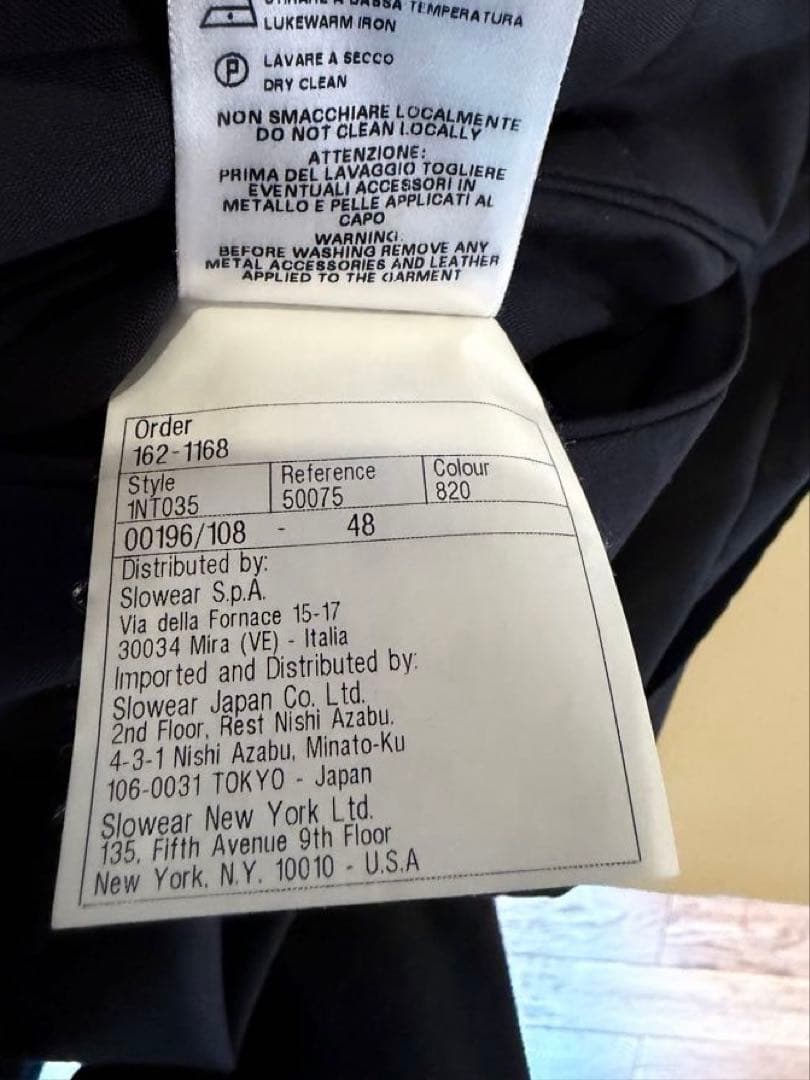 TEMPERATURA
LUKEWARM IRON
P
LAVARE A SECCO
DRY CLEAN
NON SMACCHIARE LOCALMENTE
DO NOT CLEAN LOCALLY
ATTENZIONE:
PRIMA DEL LAVAGGIO TOGLIERE
EVENTUALI ACCESSORI IN
METALLO E PELLE APPLICATI AL
CAPO
WARNING:
BEFORE WASHING REMOVE ANY
METAL ACCESSORIES AND LEATHER
APPLIED TO THE GARMENT
Order
162-1168
Style Reference Colour
1NT035 50075 820
00196/108 - 48
Distributed by:
Slowear S.p.A.
Via della Fornace 15-17
30034 Mira (VE) - Italia
Imported and Distributed by:
Slowear Japan Co. Ltd.
2nd Floor, Rest Nishi Azabu,
4-3-1 Nishi Azabu, Minato-Ku
106-0031 TOKYO - Japan
Slowear New York Ltd.
135, Fifth Avenue 9th Floor
New York, N.Y. 10010 - U.S.A